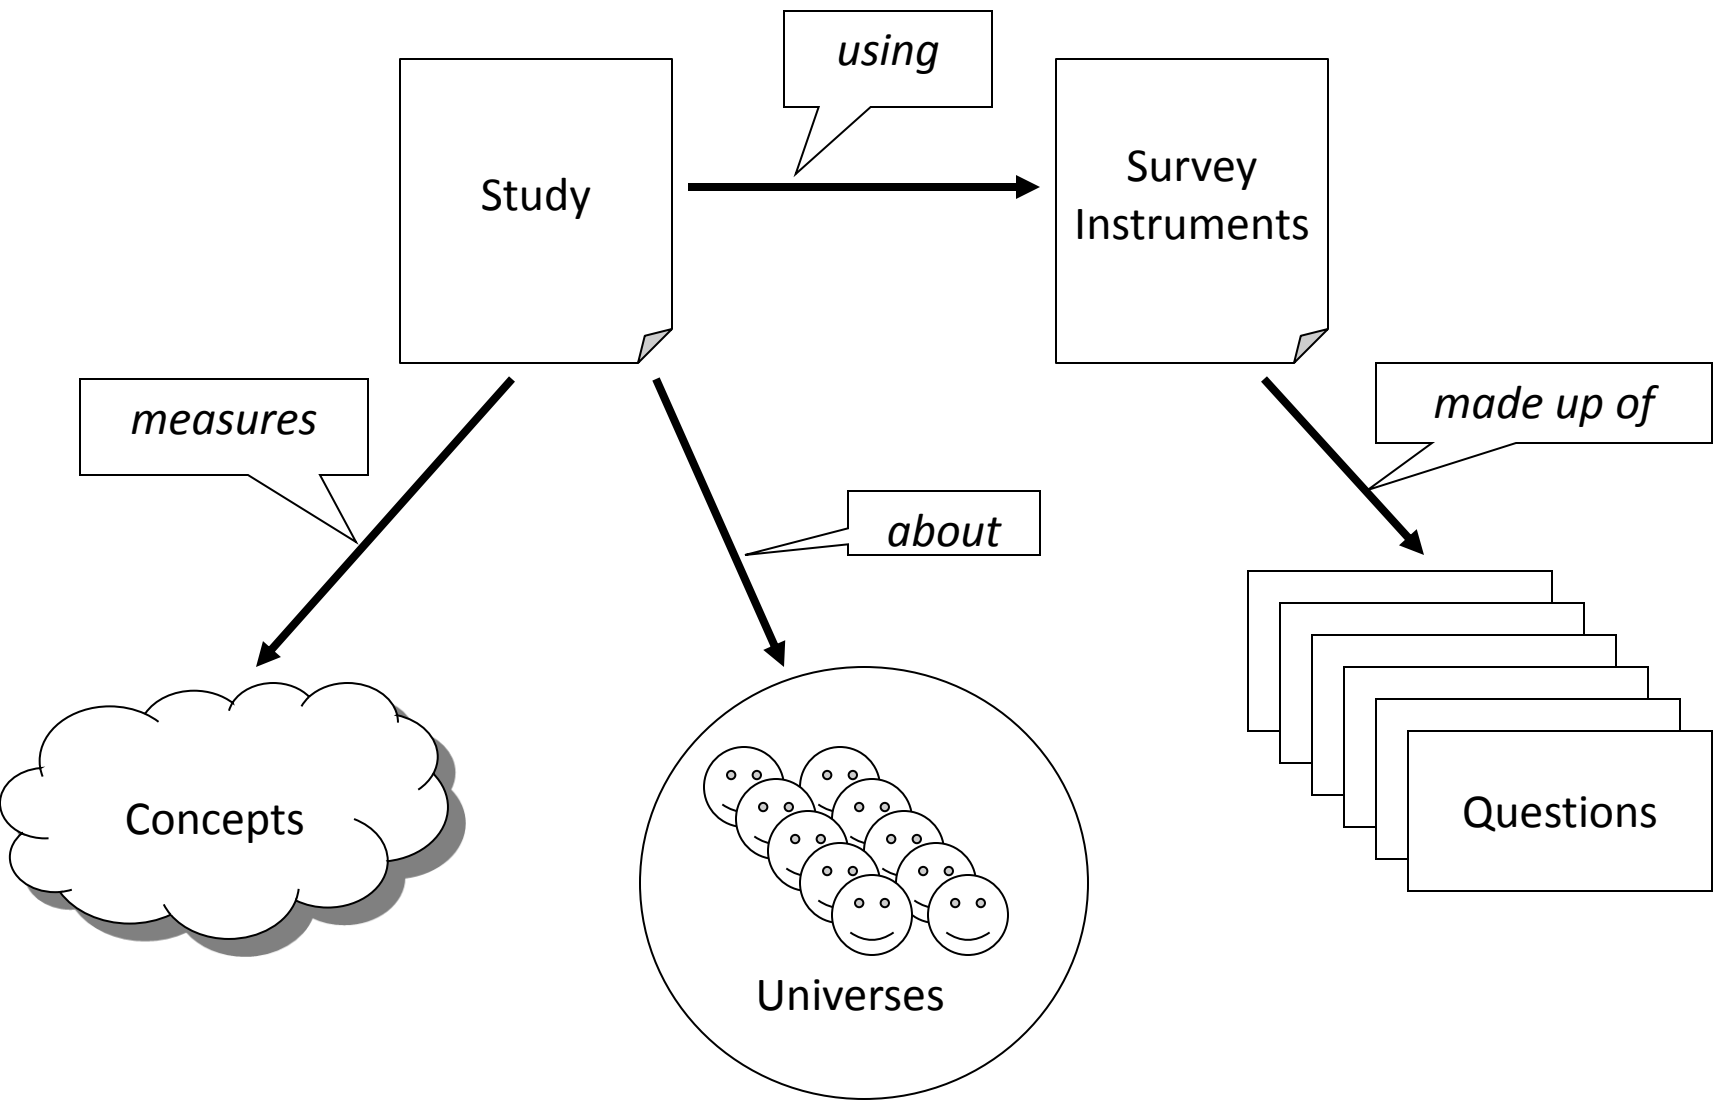 using
Study
Survey
Instruments
measures
made up of
about
Concepts
Questions
Universes